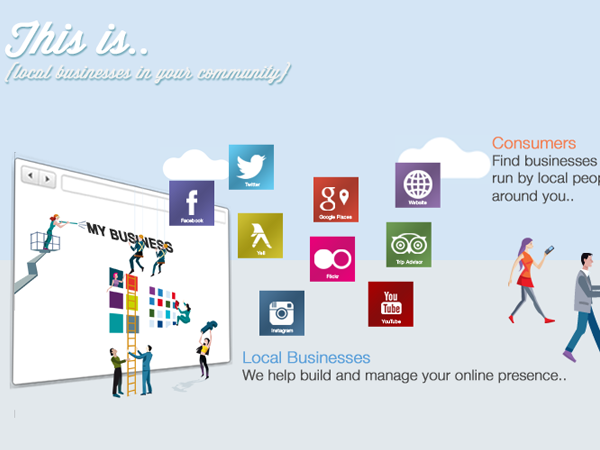 This is..
{local businesses in your community}
Consumers
Find businesses
run by local
around you..
Twitter
Facebook
Google Places
Website
MY BUSINESS
Yell
Flickr
Trip Advisor
Instagram
You
Tube
YouTube
Local Businesses
We help build and manage your online presence..